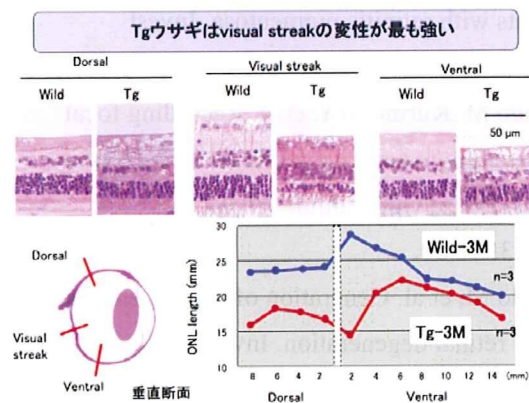 Tgウサギはvisual streakの変性が最も強い
Dorsal
Visual streak
Ventral
Wild Tg
Wild Tg
Wild Tg
50 μm
Dorsal
Visual
streak
Ventral
垂直断面
ONL length (mm)
30
25
20
15
10
Wild-3M
n=3
Tg-3M
n=3
8 6 4 2 2 4 6 8 10 12 14 (mm)
Dorsal Ventral